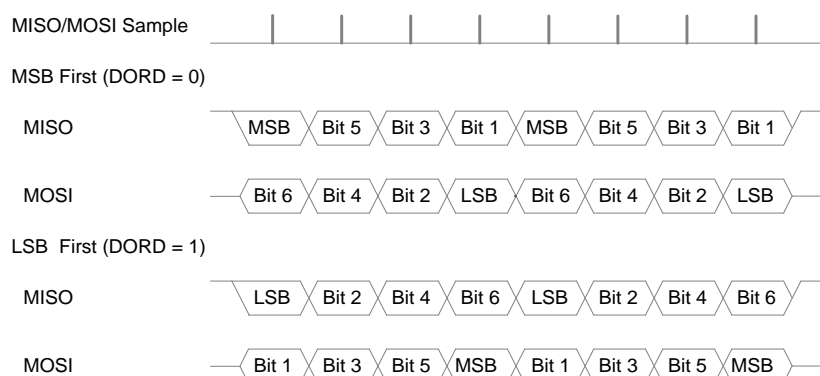 MISO/MOSI Sample
MSB First (DORD = 0)
MISO MSB Bit 5 Bit 3 Bit 1 MSB Bit 5 Bit 3 Bit 1
MOSI Bit 6 Bit 4 Bit 2 LSB Bit 6 Bit 4 Bit 2 LSB
LSB First (DORD = 1)
MISO LSB Bit 2 Bit 4 Bit 6 LSB Bit 2 Bit 4 Bit 6
MOSI Bit 1 Bit 3 Bit 5 MSB Bit 1 Bit 3 Bit 5 MSB